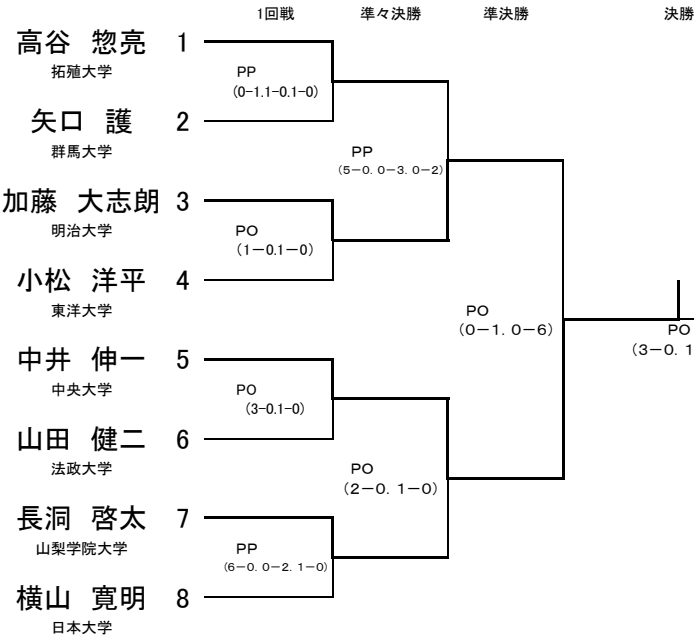 1回戦 準々決勝 準決勝 決勝
高谷 惣亮 1
拓殖大学
PP
(0-1.1-0.1-0)
矢口 護 2
群馬大学
PP
(5-0. 0-3. 0-2)
加藤 大志朗 3
明治大学
PO
(1-0.1-0)
小松 洋平 4
東洋大学
PO
(0-1. 0-6)
PO
(3-0. 1
中井 伸一 5
中央大学
PO
(3-0.1-0)
山田 健二 6
法政大学
PO
(2-0. 1-0)
長洞 啓太 7
山梨学院大学
PP
(6-0. 0-2. 1-0)
横山 寛明 8
日本大学